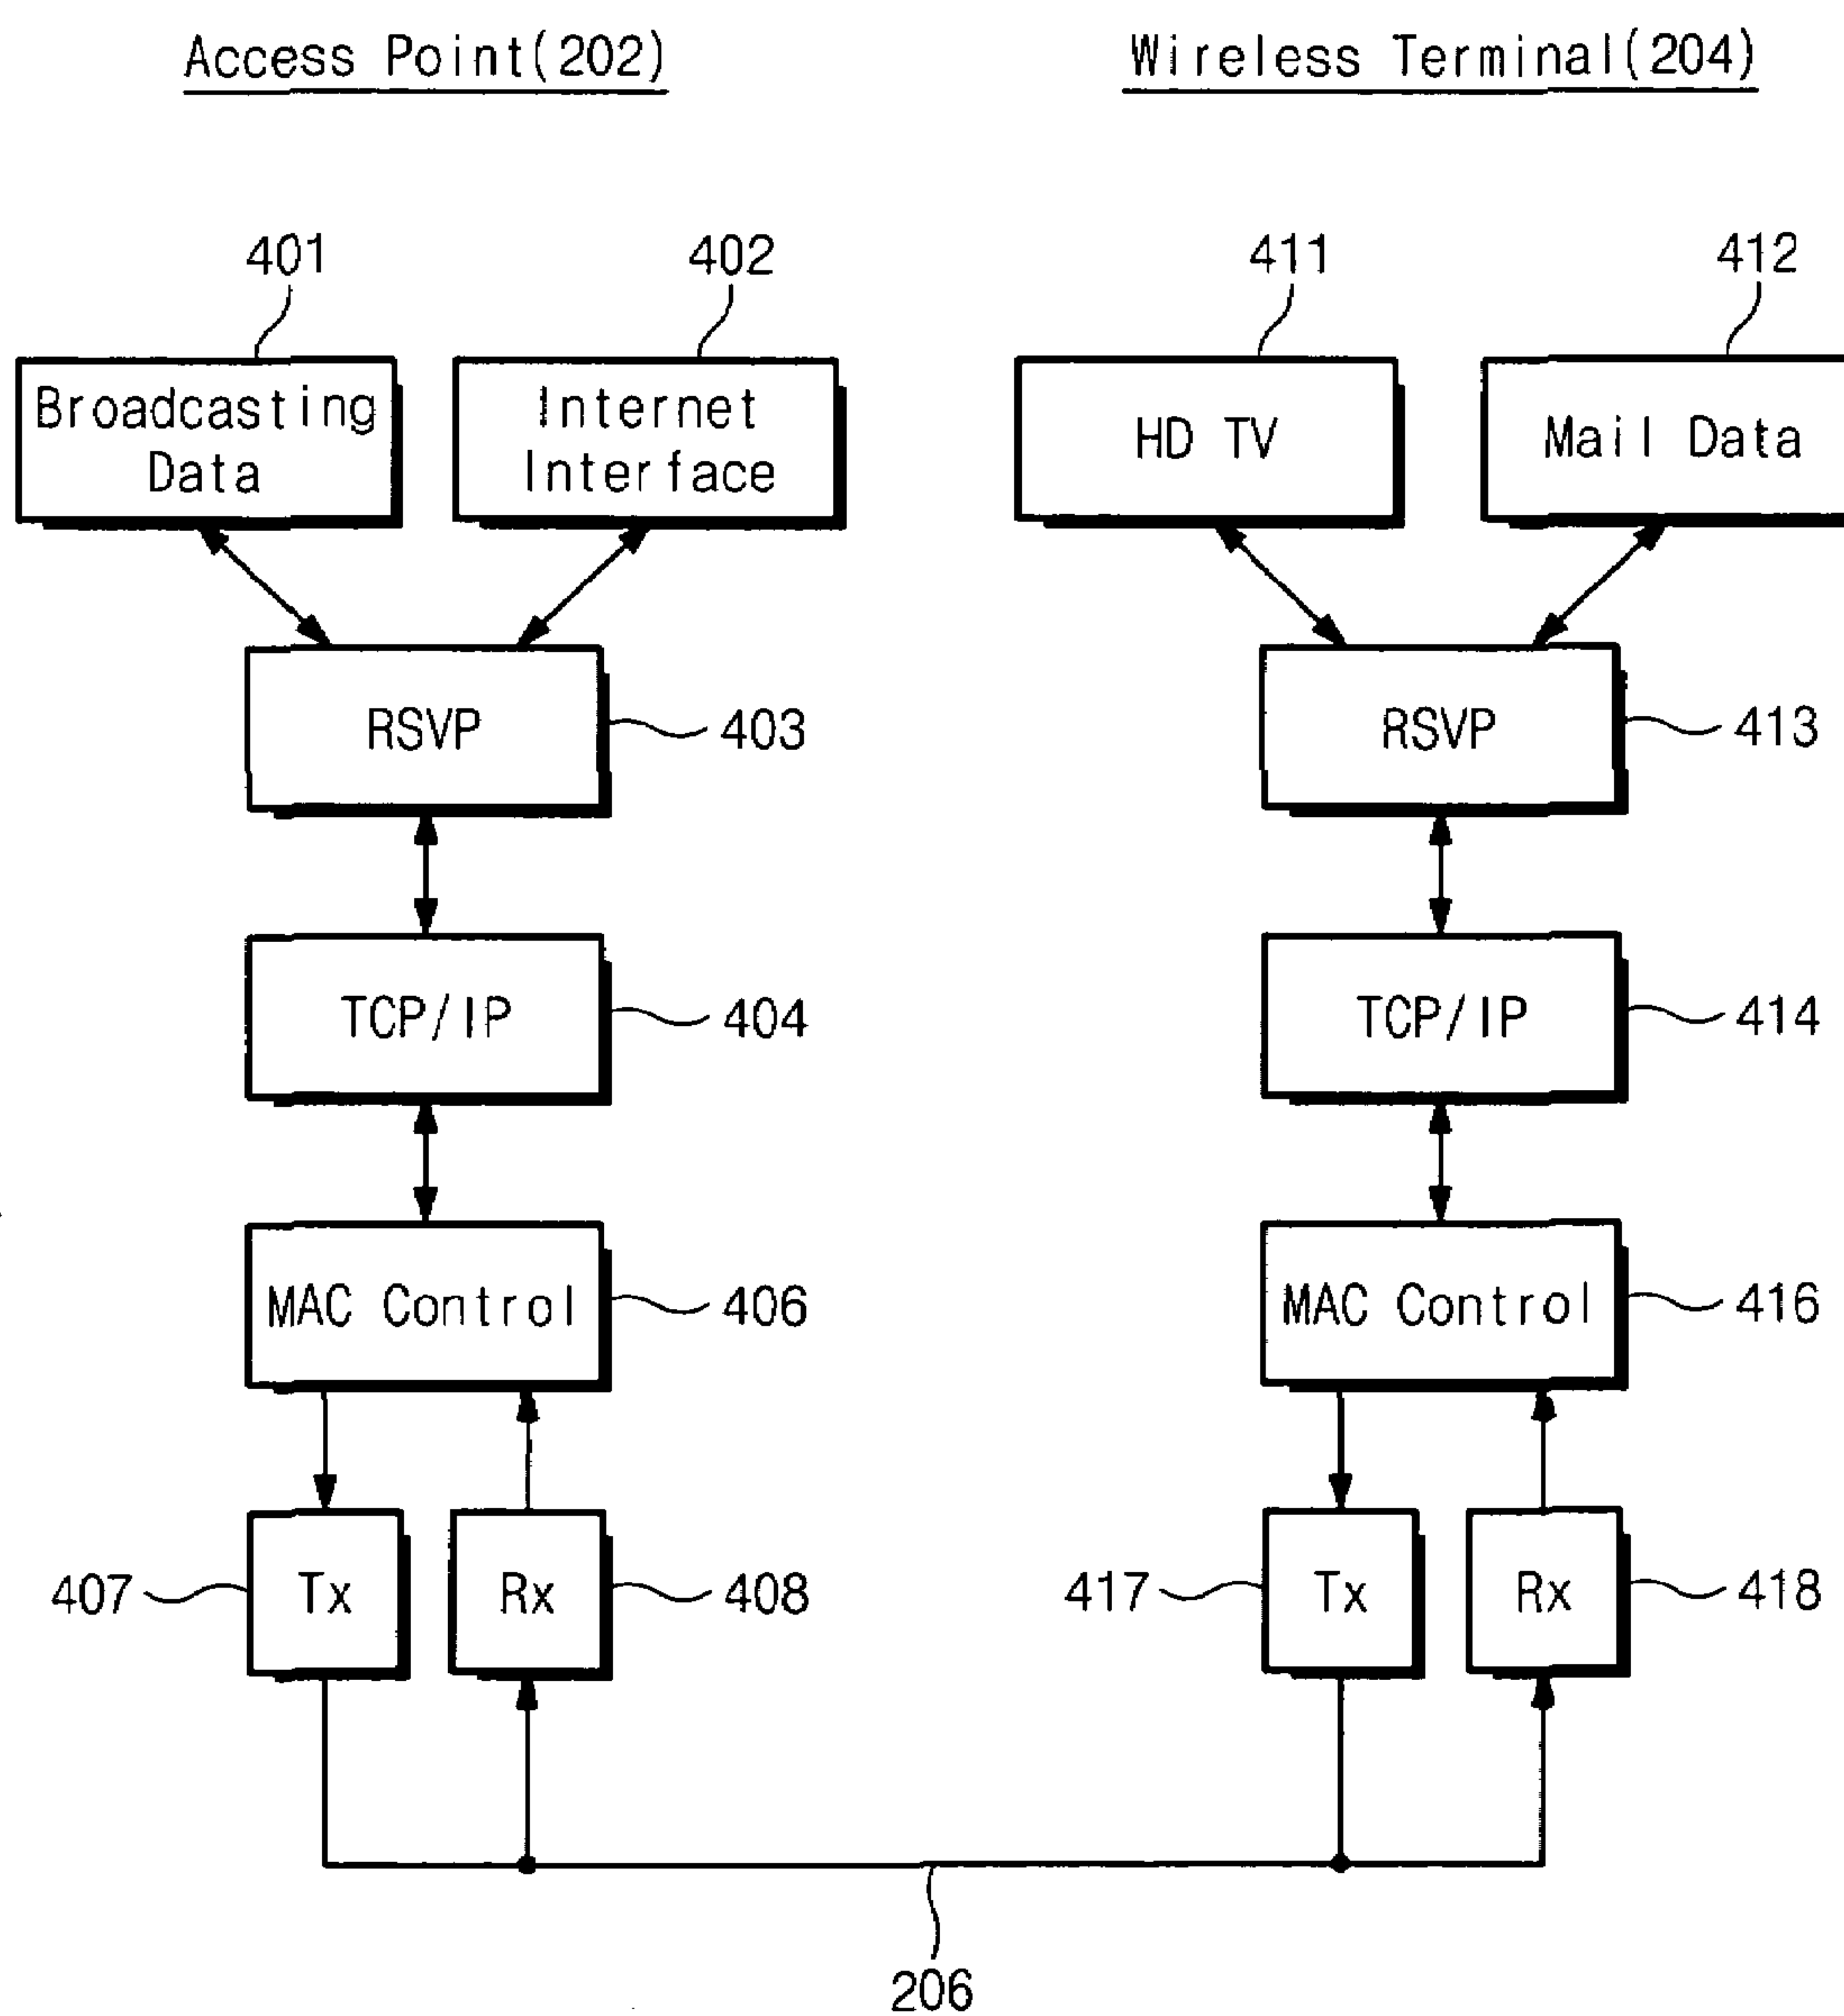 Access Point(202)
Wireless Terminal(204)
401
402
411
412
Broadcasting
Data
Internet
Interface
HD TV
Mail Data
RSVP
403
RSVP
413
TCP/IP
404
TCP/IP
414
MAC Control
406
MAC Control
416
407
Tx
Rx
408
417
Tx
Rx
418
206